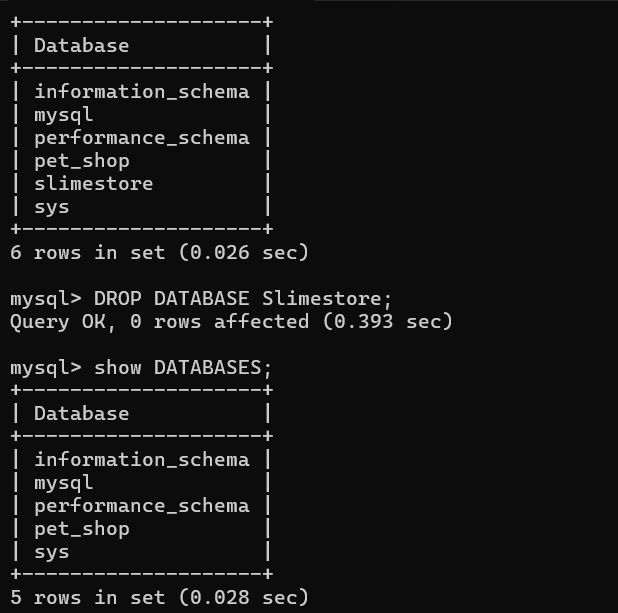 +--------------------+
| Database           |
+--------------------+
| information_schema |
| mysql              |
| performance_schema |
| pet_shop           |
| slimestore         |
| sys                |
+--------------------+
6 rows in set (0.026 sec)

mysql> DROP DATABASE Slimestore;
Query OK, 0 rows affected (0.393 sec)

mysql> show DATABASES;
+--------------------+
| Database           |
+--------------------+
| information_schema |
| mysql              |
| performance_schema |
| pet_shop           |
| sys                |
+--------------------+
5 rows in set (0.028 sec)